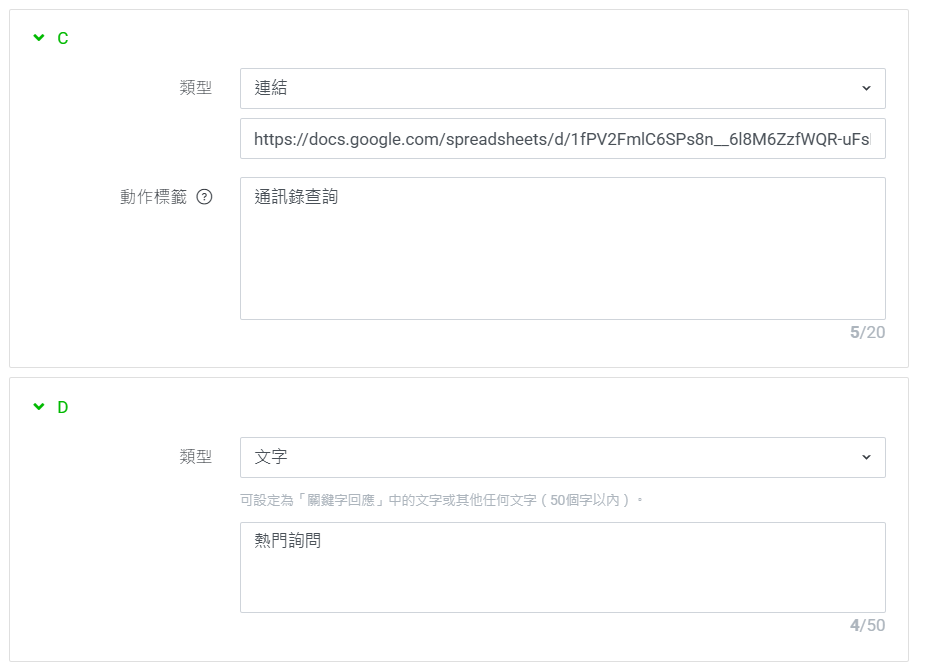 C
類型
連結
https://docs.google.com/spreadsheets/d/1fPV2FmlC6SPs8n__6l8M6ZzfWQR-uFs
動作標籤
通訊錄查詢
5/20
D
類型
文字
可設定為「關鍵字回應」中的文字或其他任何文字（50個字以內）。
熱門詢問
4/50